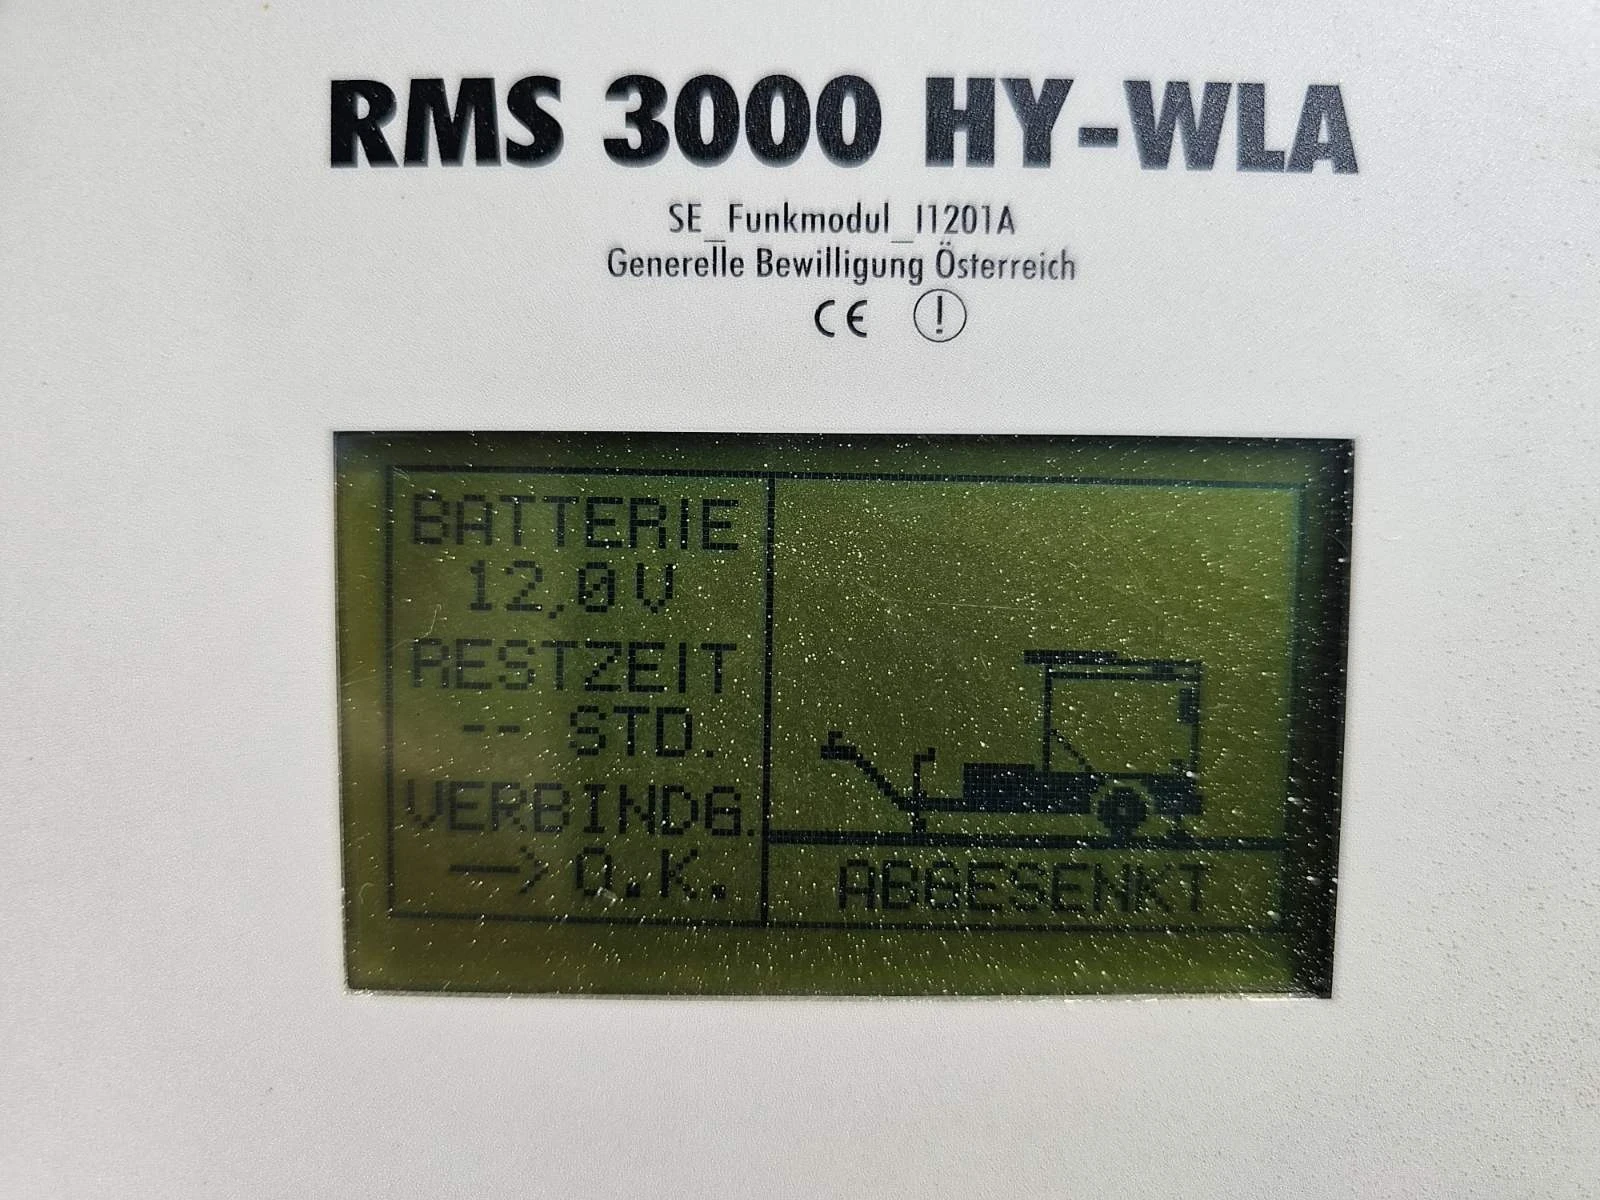 RMS 3000 HY-WLA
SE_Funkmodul_I1201A
Generelle Bewilligung Österreich
CE !
BATTERIE
12,0V
RESTZEIT
-- STD.
VERBINDG.
-> O.K.
ABGESENKT